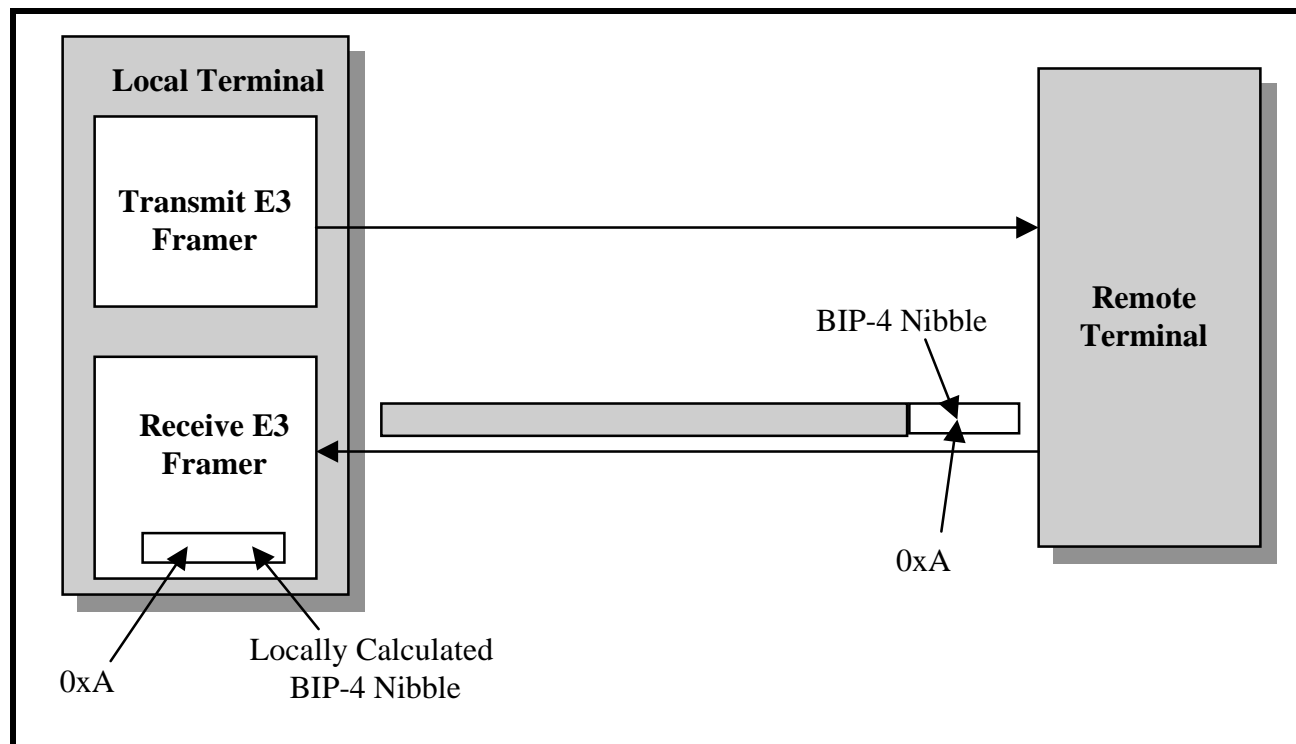 Local Terminal
Transmit E3
Framer
Remote
Terminal
BIP-4 Nibble
Receive E3
Framer
0xA
Locally Calculated
BIP-4 Nibble
0xA